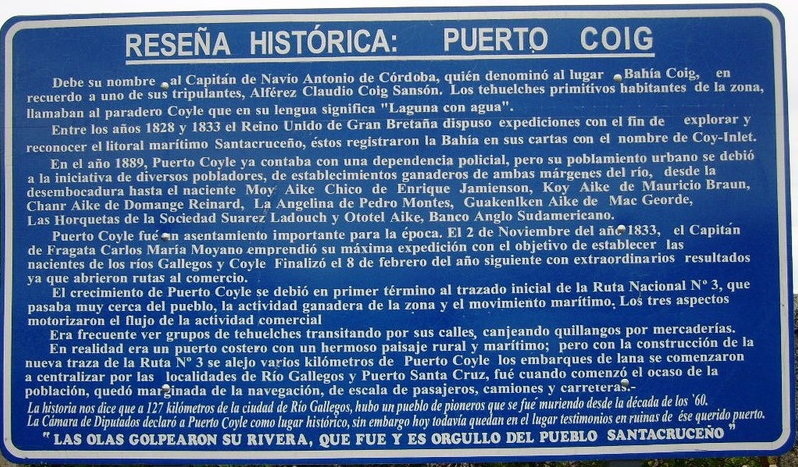 RESEÑA HISTÓRICA: PUERTO COIG
Debe su nombre al Capitán de Navío Antonio de Córdoba, quién denominó al lugar Bahía Coig, en
recuerdo a uno de sus tripulantes, Alférez Claudio Coig Sansón. Los tehuelches primitivos habitantes de la zona,
llamaban al paradero Coyle que en su lengua significa "Laguna con agua".
Entre los años 1828 y 1833 el Reino Unido de Gran Bretaña dispuso expediciones con el fin de explorar y
reconocer el litoral marítimo Santacruceño, éstos registraron la Bahía en sus cartas con el nombre de Coy-Inlet.
En el año 1889, Puerto Coyle ya contaba con una dependencia policial, pero su poblamiento urbano se debió
a la iniciativa de diversos pobladores, de establecimientos ganaderos de ambas márgenes del río, desde la
desembocadura hasta el naciente Moy Aike Chico de Enrique Jamienson, Koy Aike de Mauricio Braun,
Chanr Aike de Domange Reinard, La Angelina de Pedro Montes, Guakenlken Aike de Mac Georde,
Las Horquetas de la Sociedad Suarez Ladouch y Ototel Aike, Banco Anglo Sudamericano.
Puerto Coyle fué un asentamiento importante para la época. El 2 de Noviembre del año 1833, el Capitán
de Fragata Carlos María Moyano emprendió su máxima expedición con el objetivo de establecer las
nacientes de los ríos Gallegos y Coyle Finalizó el 8 de febrero del año siguiente con extraordinarios resultados
ya que abrieron rutas al comercio.
El crecimiento de Puerto Coyle se debió en primer término al trazado inicial de la Ruta Nacional Nº 3, que
pasaba muy cerca del pueblo, la actividad ganadera de la zona y el movimiento marítimo. Los tres aspectos
motorizaron el flujo de la actividad comercial
Era frecuente ver grupos de tehuelches transitando por sus calles, canjeando quillangos por mercaderías.
En realidad era un puerto costero con un hermoso paisaje rural y marítimo; pero con la construcción de la
nueva traza de la Ruta Nº 3 se alejo varios kilómetros de Puerto Coyle los embarques de lana se comenzaron
a centralizar por las localidades de Río Gallegos y Puerto Santa Cruz, fué cuando comenzó el ocaso de la
población, quedó marginada de la navegación, de escala de pasajeros, camiones y carreteras.-
La historia nos dice que a 127 kilómetros de la ciudad de Río Gallegos, hubo un pueblo de pioneros que se fué muriendo desde la década de los '60.
La Cámara de Diputados declaró a Puerto Coyle como lugar histórico, sin embargo hoy todavía quedan en el lugar testimonios en ruinas de ése querido puerto.
"LAS OLAS GOLPEARON SU RIVERA, QUE FUE Y ES ORGULLO DEL PUEBLO SANTACRUCEÑO"